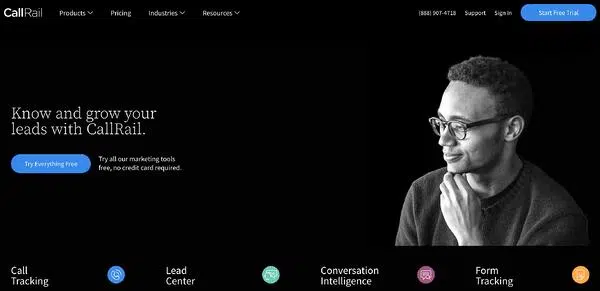 CallRail Products Pricing Industries Resources (888) 907-4718 Support Sign In Start Free Trial
Know and grow your
leads with CallRail.
Try Everything Free
Try all our marketing tools
free, no credit card required.
Call
Tracking
Lead
Center
Conversation
Intelligence
Form
Tracking